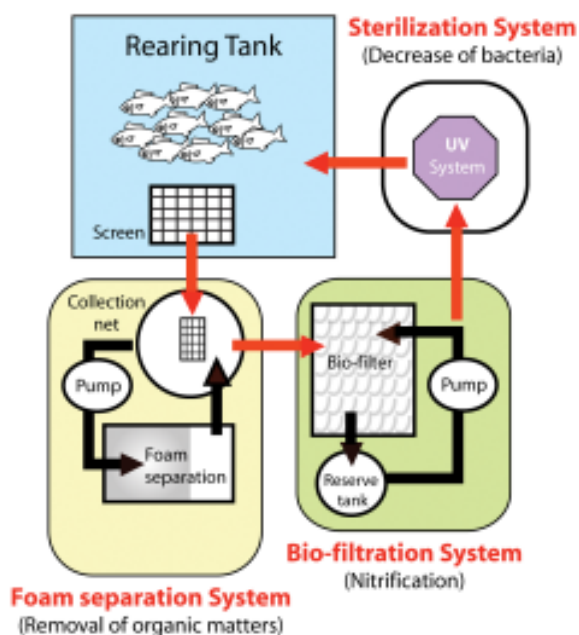 Sterilization System
(Decrease of bacteria)
Rearing Tank
UV
System
Screen
Collection
net
Pump
Foam
separation
Bio-filter
Pump
Reserve
tank
Bio-filtration System
(Nitrification)
Foam separation System
(Removal of organic matters)